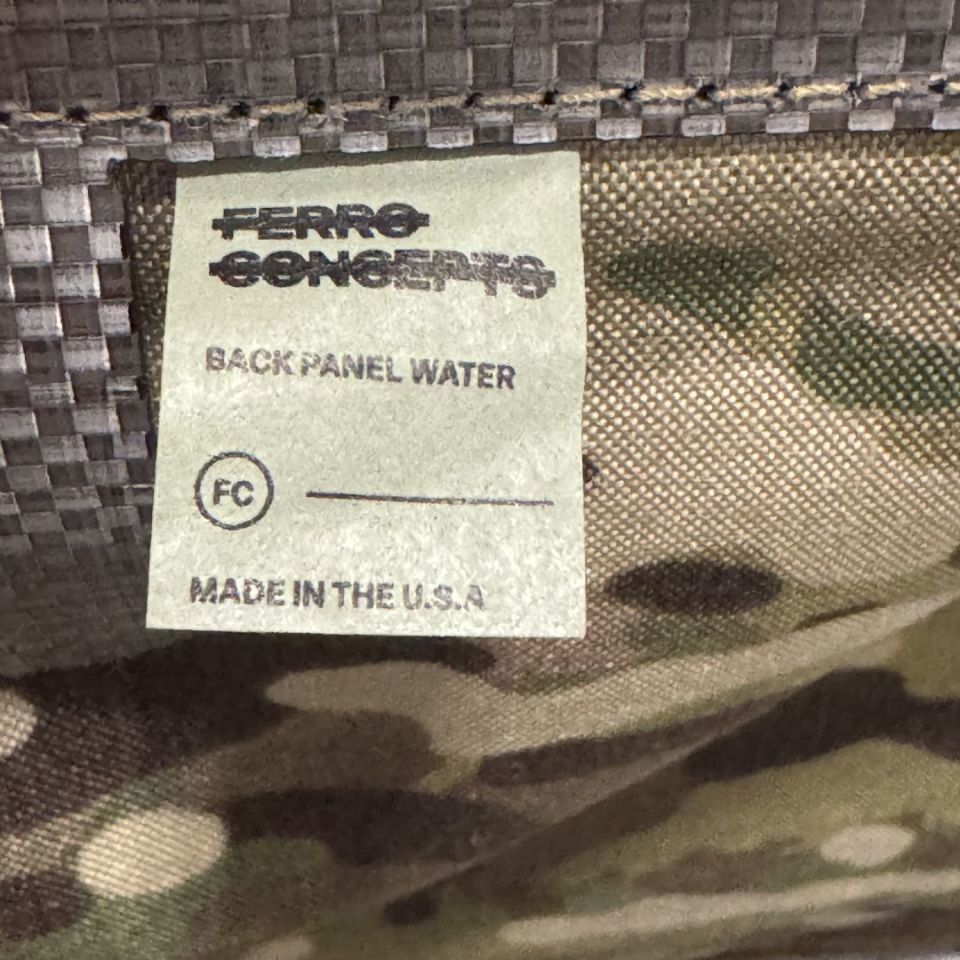 FERRO
CONCEPTS
BACK PANEL WATER
FC
MADE IN THE U.S.A